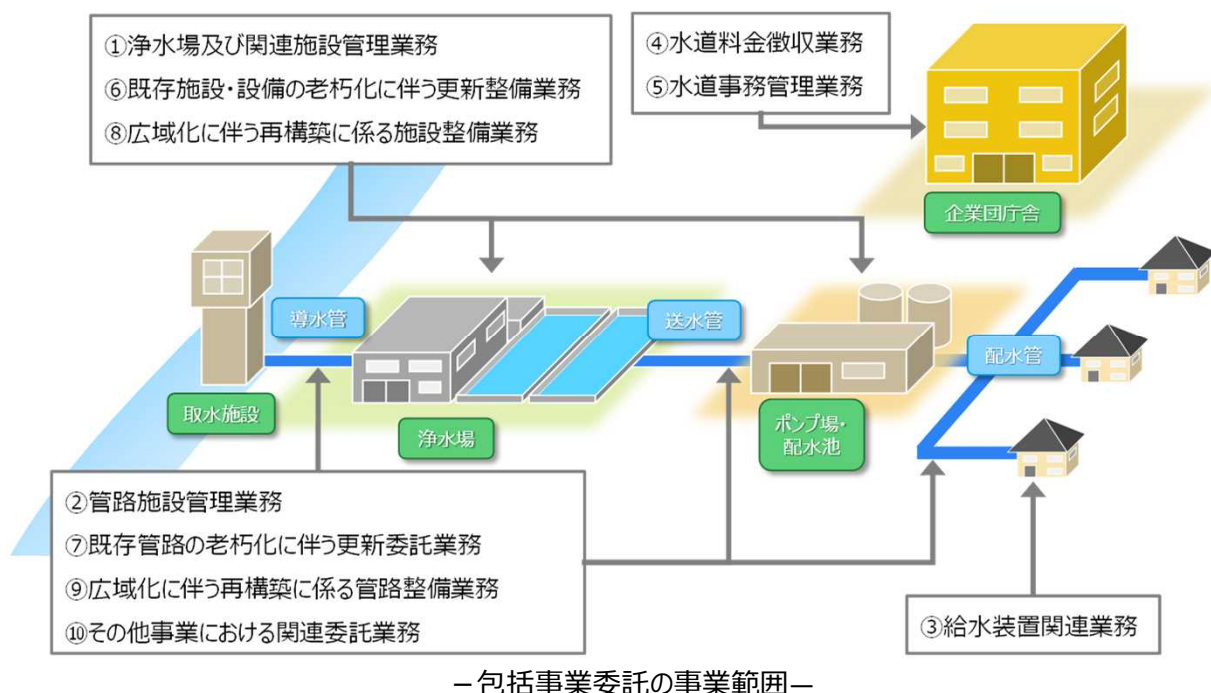 ①浄水場及び関連施設管理業務
⑥既存施設・設備の老朽化に伴う更新整備業務
⑧広域化に伴う再構築に係る施設整備業務
④水道料金徴収業務
⑤水道事務管理業務
企業団庁舎
導水管
送水管
配水管
取水施設
浄水場
ポンプ場・
配水池
②管路施設管理業務
⑦既存管路の老朽化に伴う更新委託業務
⑨広域化に伴う再構築に係る管路整備業務
⑩その他事業における関連委託業務
③給水装置関連業務
－包括事業委託の事業範囲―